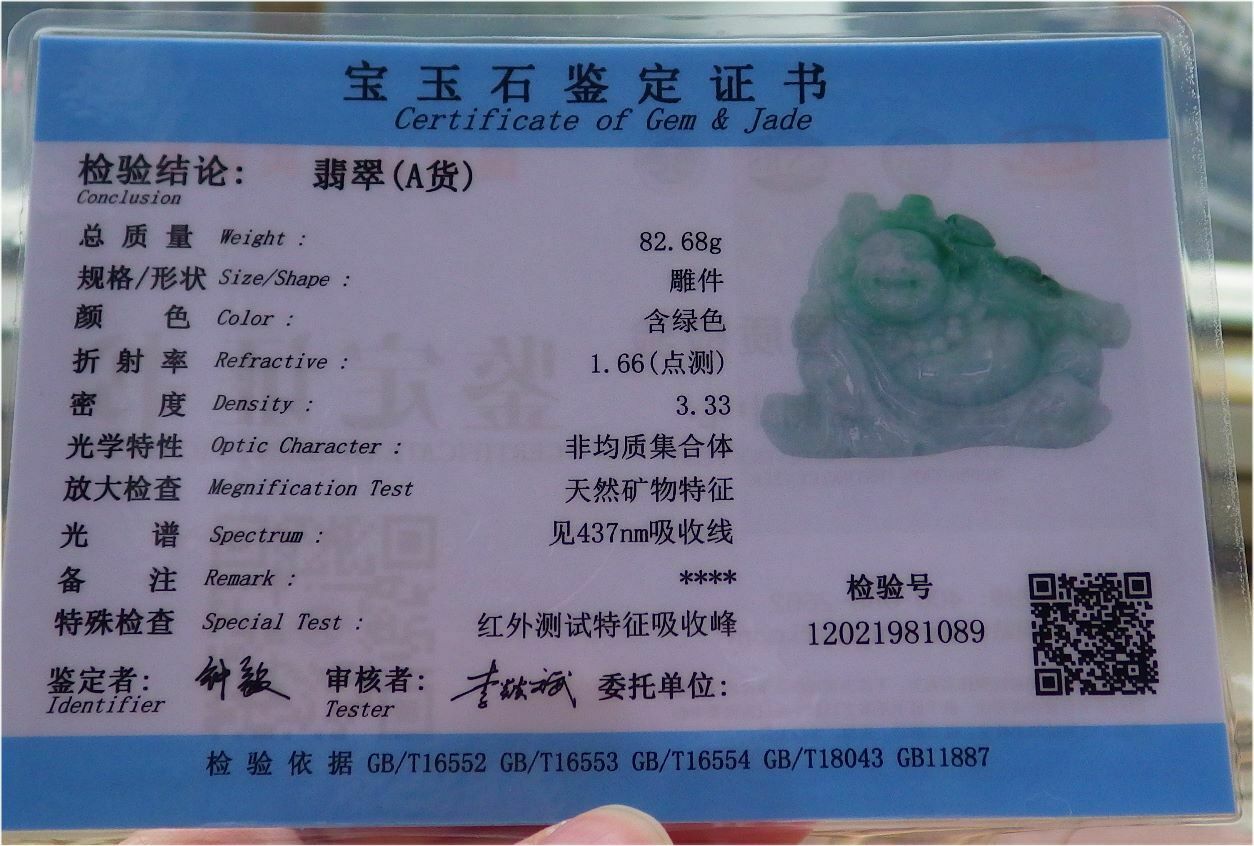 宝玉石鉴定证书
Certificate of Gem & Jade
检验结论: 翡翠(A货)
Conclusion
总质量 Weight : 82.68g
规格/形状 Size/Shape : 雕件
颜色 Color : 含绿色
折射率 Refractive : 1.66(点测)
密度 Density : 3.33
光学特性 Optic Character : 非均质集合体
放大检查 Megnification Test 天然矿物特征
光谱 Spectrum : 见437nm吸收线
备注 Remark : ****
特殊检查 Special Test : 红外测试特征吸收峰
检验号
12021981089
鉴定者: 审核者: 委托单位:
Identifier Tester
检验依据 GB/T16552 GB/T16553 GB/T16554 GB/T18043 GB11887